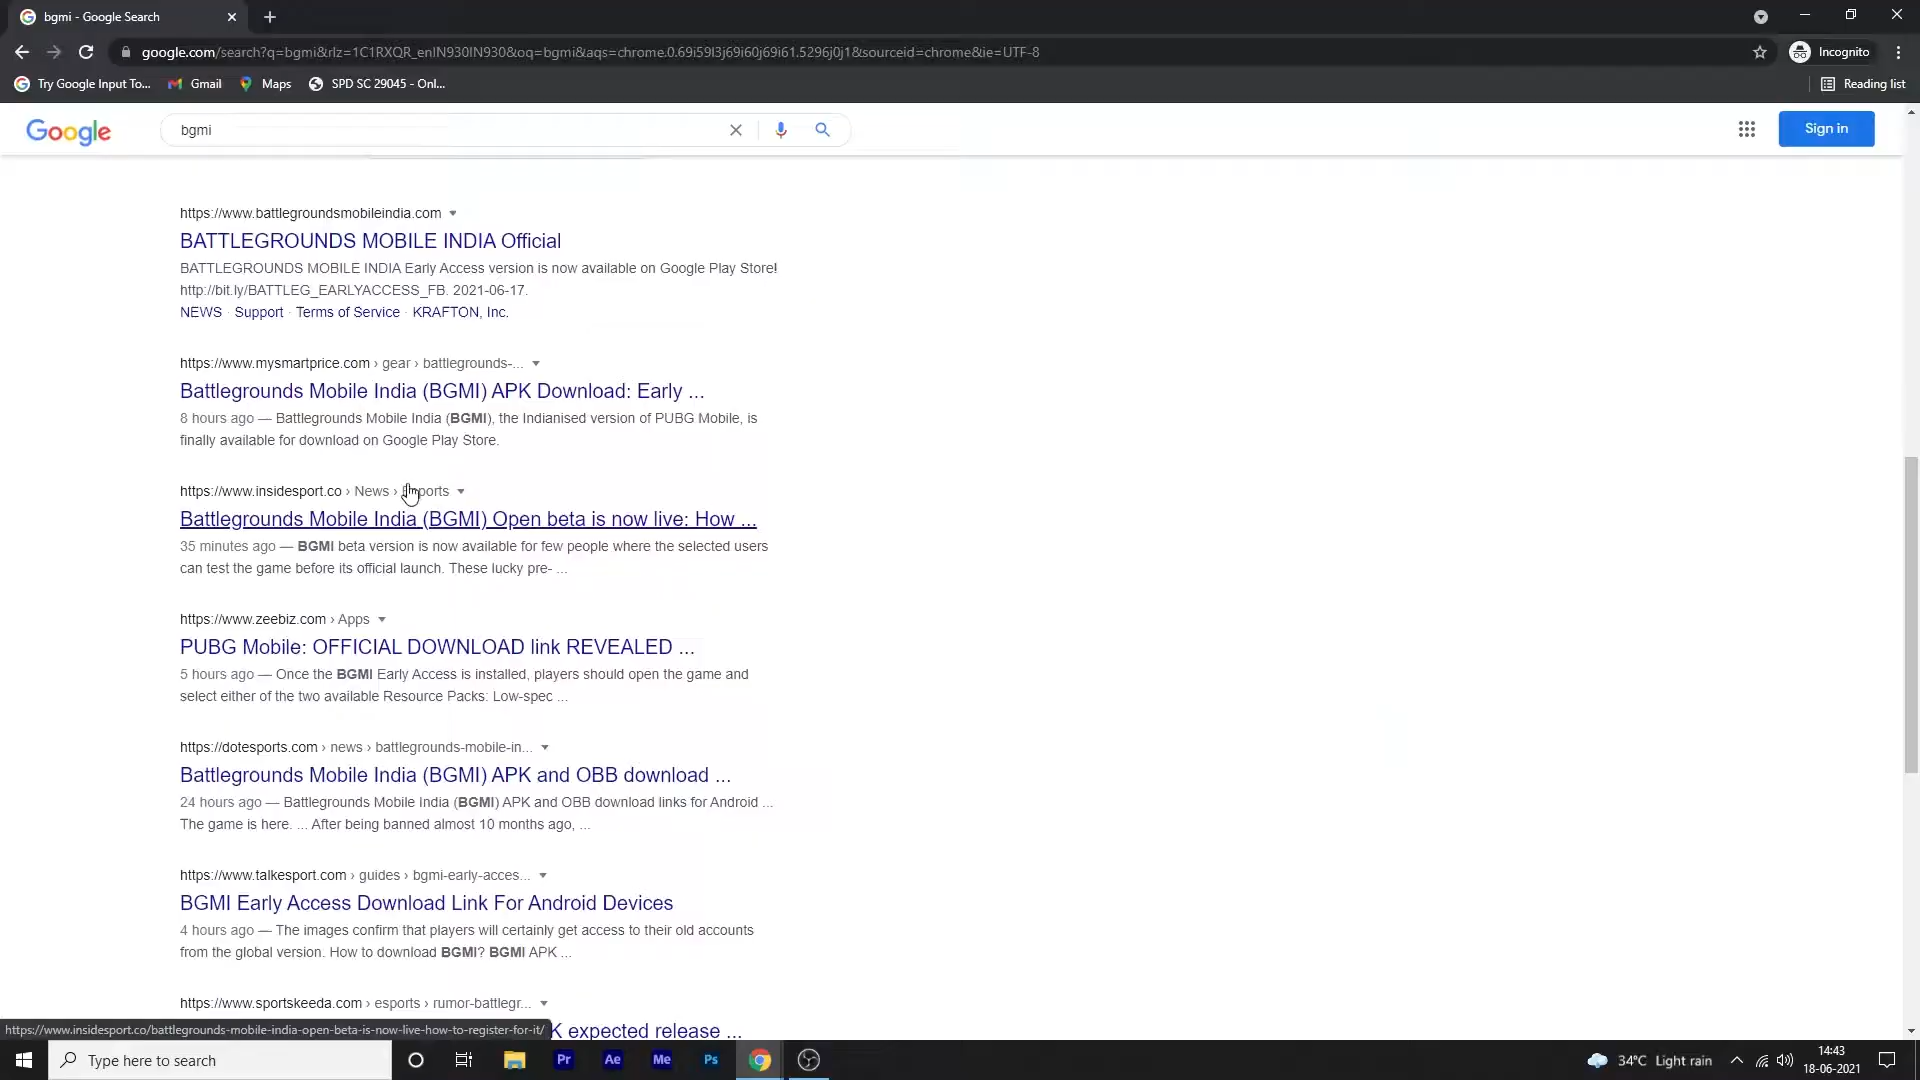 bgmi - Google Search
google.com/search?q=bgmi&rlz=1C1RXQR_enIN930IN930&oq=bgmi&aqs=chrome.0.69i59l3j69i60j69i61.5296j0j1&sourceid=chrome&ie=UTF-8
Incognito
Try Google Input To...
Gmail
Maps
SPD SC 29045 - Onl...
Reading list
Google
bgmi
Sign in
https://www.battlegroundsmobileindia.com
BATTLEGROUNDS MOBILE INDIA Official
BATTLEGROUNDS MOBILE INDIA Early Access version is now available on Google Play Store!
http://bit.ly/BATTLEG_EARLYACCESS_FB. 2021-06-17.
NEWS · Support · Terms of Service · KRAFTON, Inc.
https://www.mysmartprice.com › gear › battlegrounds-...
Battlegrounds Mobile India (BGMI) APK Download: Early ...
8 hours ago — Battlegrounds Mobile India (BGMI), the Indianised version of PUBG Mobile, is
finally available for download on Google Play Store.
https://www.insidesport.co › News ›
Battlegrounds Mobile India (BGMI) Open beta is now live: How ...
35 minutes ago — BGMI beta version is now available for few people where the selected users
can test the game before its official launch. These lucky pre- ...
https://www.zeebiz.com › Apps
PUBG Mobile: OFFICIAL DOWNLOAD link REVEALED ...
5 hours ago — Once the BGMI Early Access is installed, players should open the game and
select either of the two available Resource Packs: Low-spec ...
https://dotesports.com › news › battlegrounds-mobile-in...
Battlegrounds Mobile India (BGMI) APK and OBB download ...
24 hours ago — Battlegrounds Mobile India (BGMI) APK and OBB download links for Android ...
The game is here. ... After being banned almost 10 months ago, ...
https://www.talkesport.com › guides › bgmi-early-acces...
BGMI Early Access Download Link For Android Devices
4 hours ago — The images confirm that players will certainly get access to their old accounts
from the global version. How to download BGMI? BGMI APK ...
https://www.sportskeeda.com › esports › rumor-battlegr...
K expected release ...
https://www.insidesport.co/battlegrounds-mobile-india-open-beta-is-now-live-how-to-register-for-it/
Type here to search
Pr
Ae
Me
Ps
34°C Light rain
14:43
18-06-2021